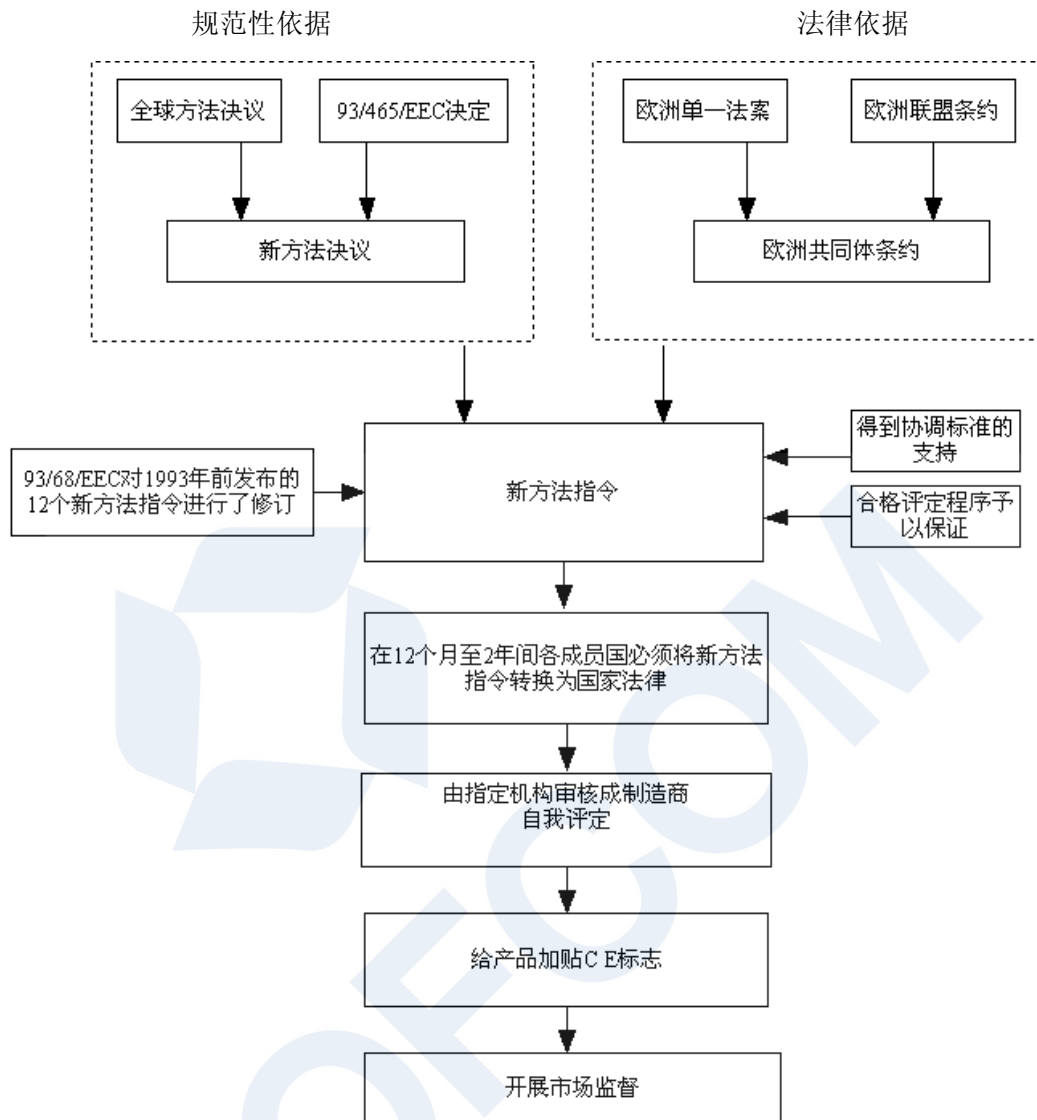 规范性依据
法律依据
全球方法决议
93/465/EEC决定
欧洲单一法案
欧洲联盟条约
新方法决议
欧洲共同体条约
93/68/EEC对1993年前发布的
12个新方法指令进行了修订
新方法指令
得到协调标准的
支持
合格评定程序予
以保证
在12个月至2年间各成员国必须将新方法
指令转换为国家法律
由指定机构审核成制造商
自我评定
给产品加贴C E标志
开展市场监督
OFCOM